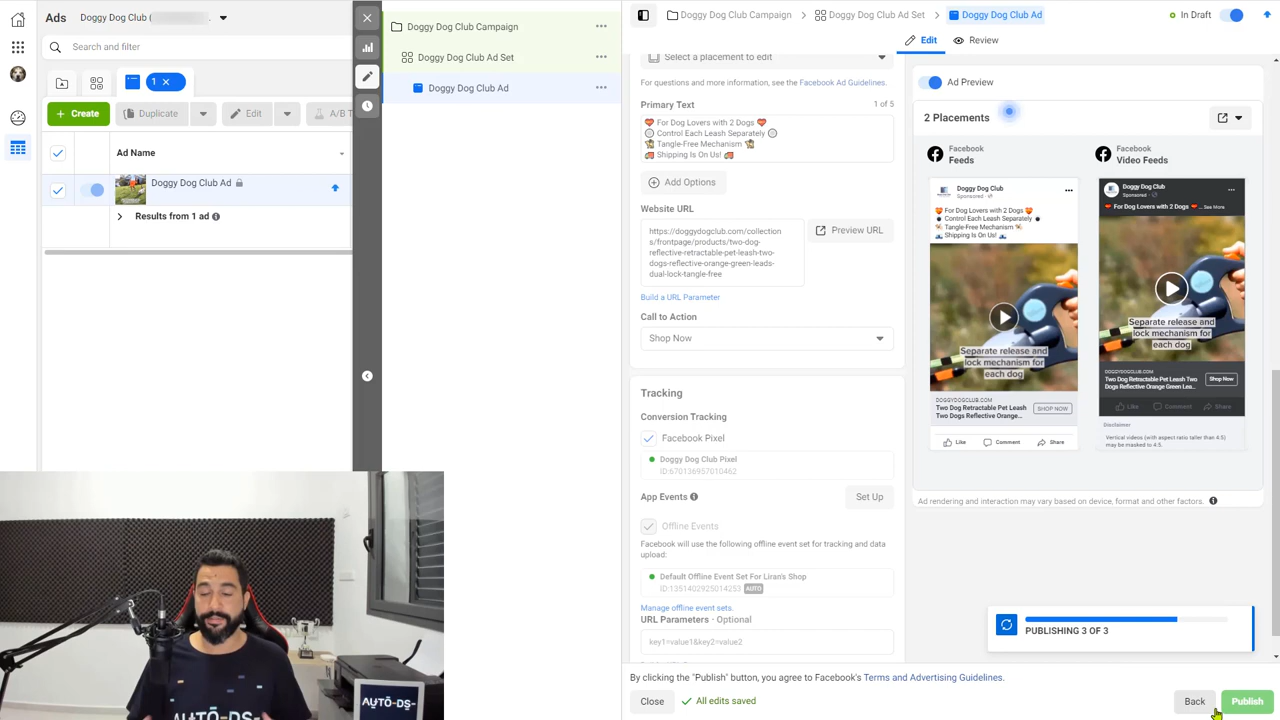 Ads
Doggy Dog Club (
Search and filter
1 ×
+ Create
Duplicate
Edit
A/B T
Ad Name
Doggy Dog Club Ad
Results from 1 ad
Doggy Dog Club Campaign
Doggy Dog Club Ad Set
Doggy Dog Club Ad
Doggy Dog Club Campaign > Doggy Dog Club Ad Set > Doggy Dog Club Ad
In Draft
Edit
Review
Select a placement to edit
For questions and more information, see the Facebook Ad Guidelines.
Primary Text
1 of 5
For Dog Lovers with 2 Dogs
Control Each Leash Separately
Tangle-Free Mechanism
Shipping Is On Us!
Add Options
Website URL
https://doggydogclub.com/collection
s/frontpage/products/two-dog-
reflective-retractable-pet-leash-two-
dogs-reflective-orange-green-leads-
dual-lock-tangle-free
Preview URL
Build a URL Parameter
Call to Action
Shop Now
Tracking
Conversion Tracking
Facebook Pixel
Doggy Dog Club Pixel
ID:670136957010462
App Events
Set Up
Offline Events
Facebook will use the following offline event set for tracking and data
upload:
Default Offline Event Set For Liran's Shop
ID:1351402925014253 AUTO
Manage offline event sets.
URL Parameters · Optional
key1=value1&key2=value2
Ad Preview
2 Placements
Facebook
Feeds
Doggy Dog Club
Sponsored ·
For Dog Lovers with 2 Dogs
Control Each Leash Separately
Tangle-Free Mechanism
Shipping Is On Us!
Separate release and
lock mechanism for
each dog
DOGGYDOGCLUB.COM
Two Dog Retractable Pet Leash
Two Dogs Reflective Orange...
SHOP NOW
Like
Comment
Share
Facebook
Video Feeds
Doggy Dog Club
Sponsored ·
For Dog Lovers with 2 Dogs ... See More
Separate release and
lock mechanism for
each dog
DOGGYDOGCLUB.COM
Two Dog Retractable Pet Leash Two
Dogs Reflective Orange Green Lea...
Shop Now
Like
Comment
Share
Disclaimer
Vertical videos (with aspect ratio taller than 4:5)
may be masked to 4:5.
Ad rendering and interaction may vary based on device, format and other factors.
PUBLISHING 3 OF 3
By clicking the "Publish" button, you agree to Facebook's Terms and Advertising Guidelines.
Close
All edits saved
Back
Publish
AUTO-DS-
AUTO-DS-